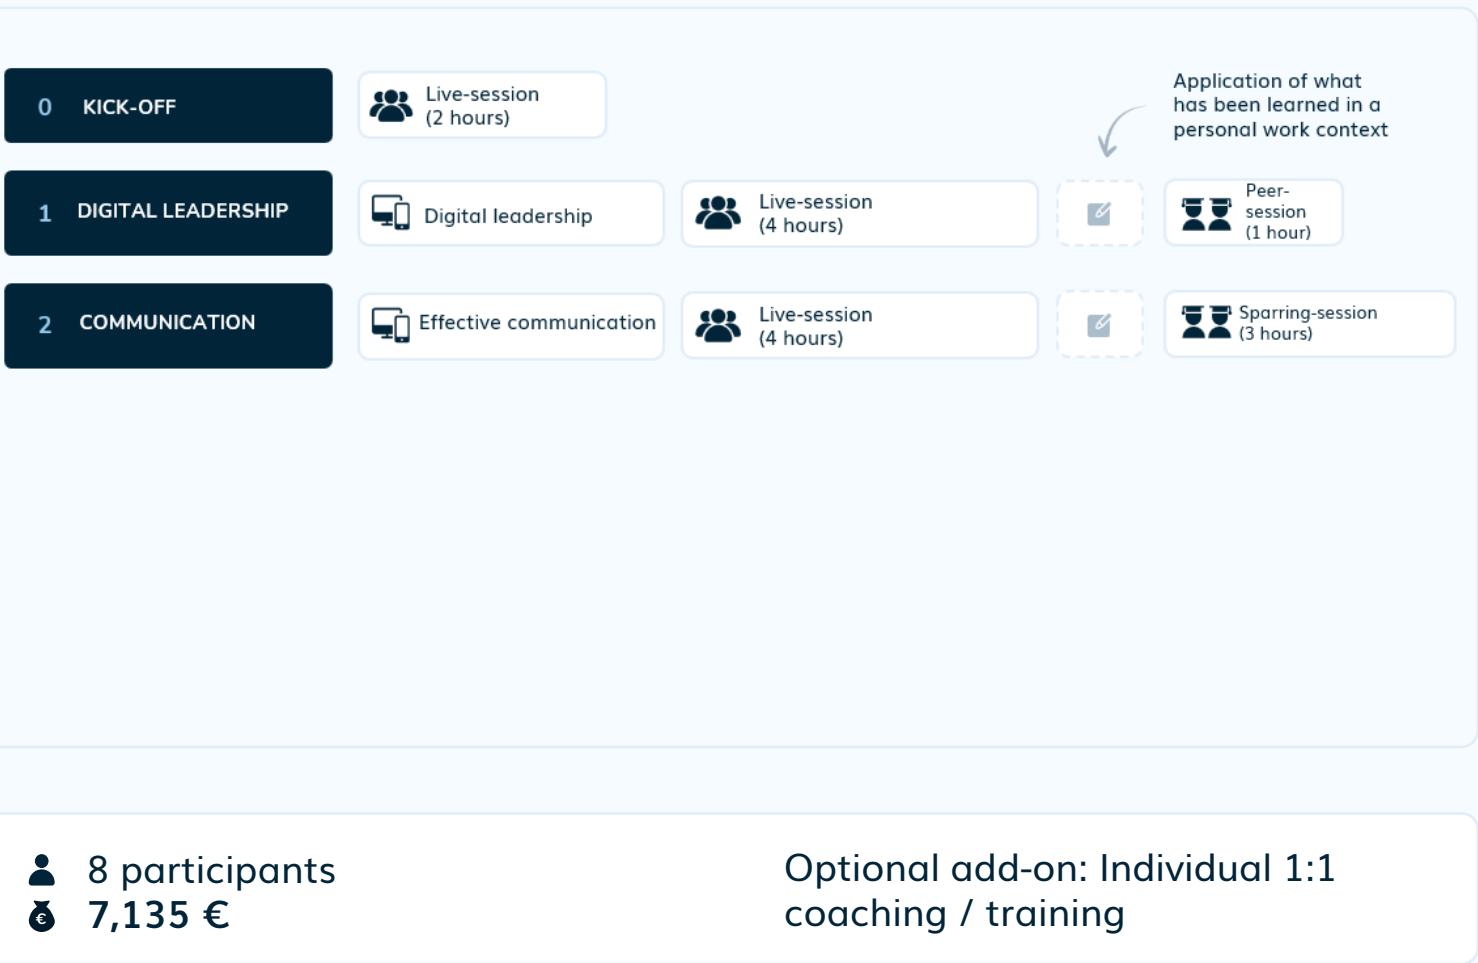 0 KICK-OFF
Live-session
(2 hours)
Application of what
has been learned in a
personal work context
1 DIGITAL LEADERSHIP
Digital leadership
Live-session
(4 hours)
Peer-
session
(1 hour)
2 COMMUNICATION
Effective communication
Live-session
(4 hours)
Sparring-session
(3 hours)
8 participants
€ 7,135 €
Optional add-on: Individual 1:1
coaching / training